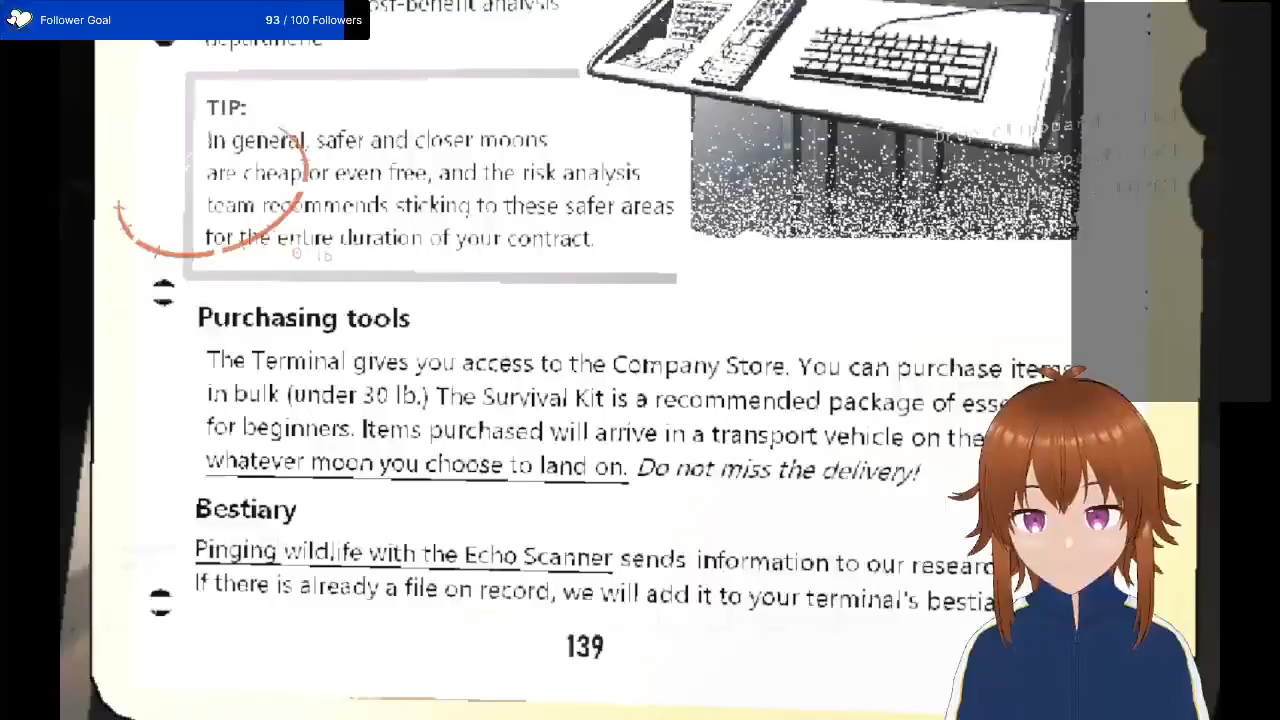 Follower Goal
93 / 100 Followers
ost-benefit analysis
TIP:
In general, safer and closer moons
are cheap or even free, and the risk analysis
team recommends sticking to these safer areas
for the entire duration of your contract.
0 lb
Purchasing tools
The Terminal gives you access to the Company Store. You can purchase items
in bulk (under 30 lb.) The Survival Kit is a recommended package of esse
for beginners. Items purchased will arrive in a transport vehicle on the
whatever moon you choose to land on. Do not miss the delivery!
Bestiary
Pinging wildlife with the Echo Scanner sends information to our researc
If there is already a file on record, we will add it to your terminal's bestia
139